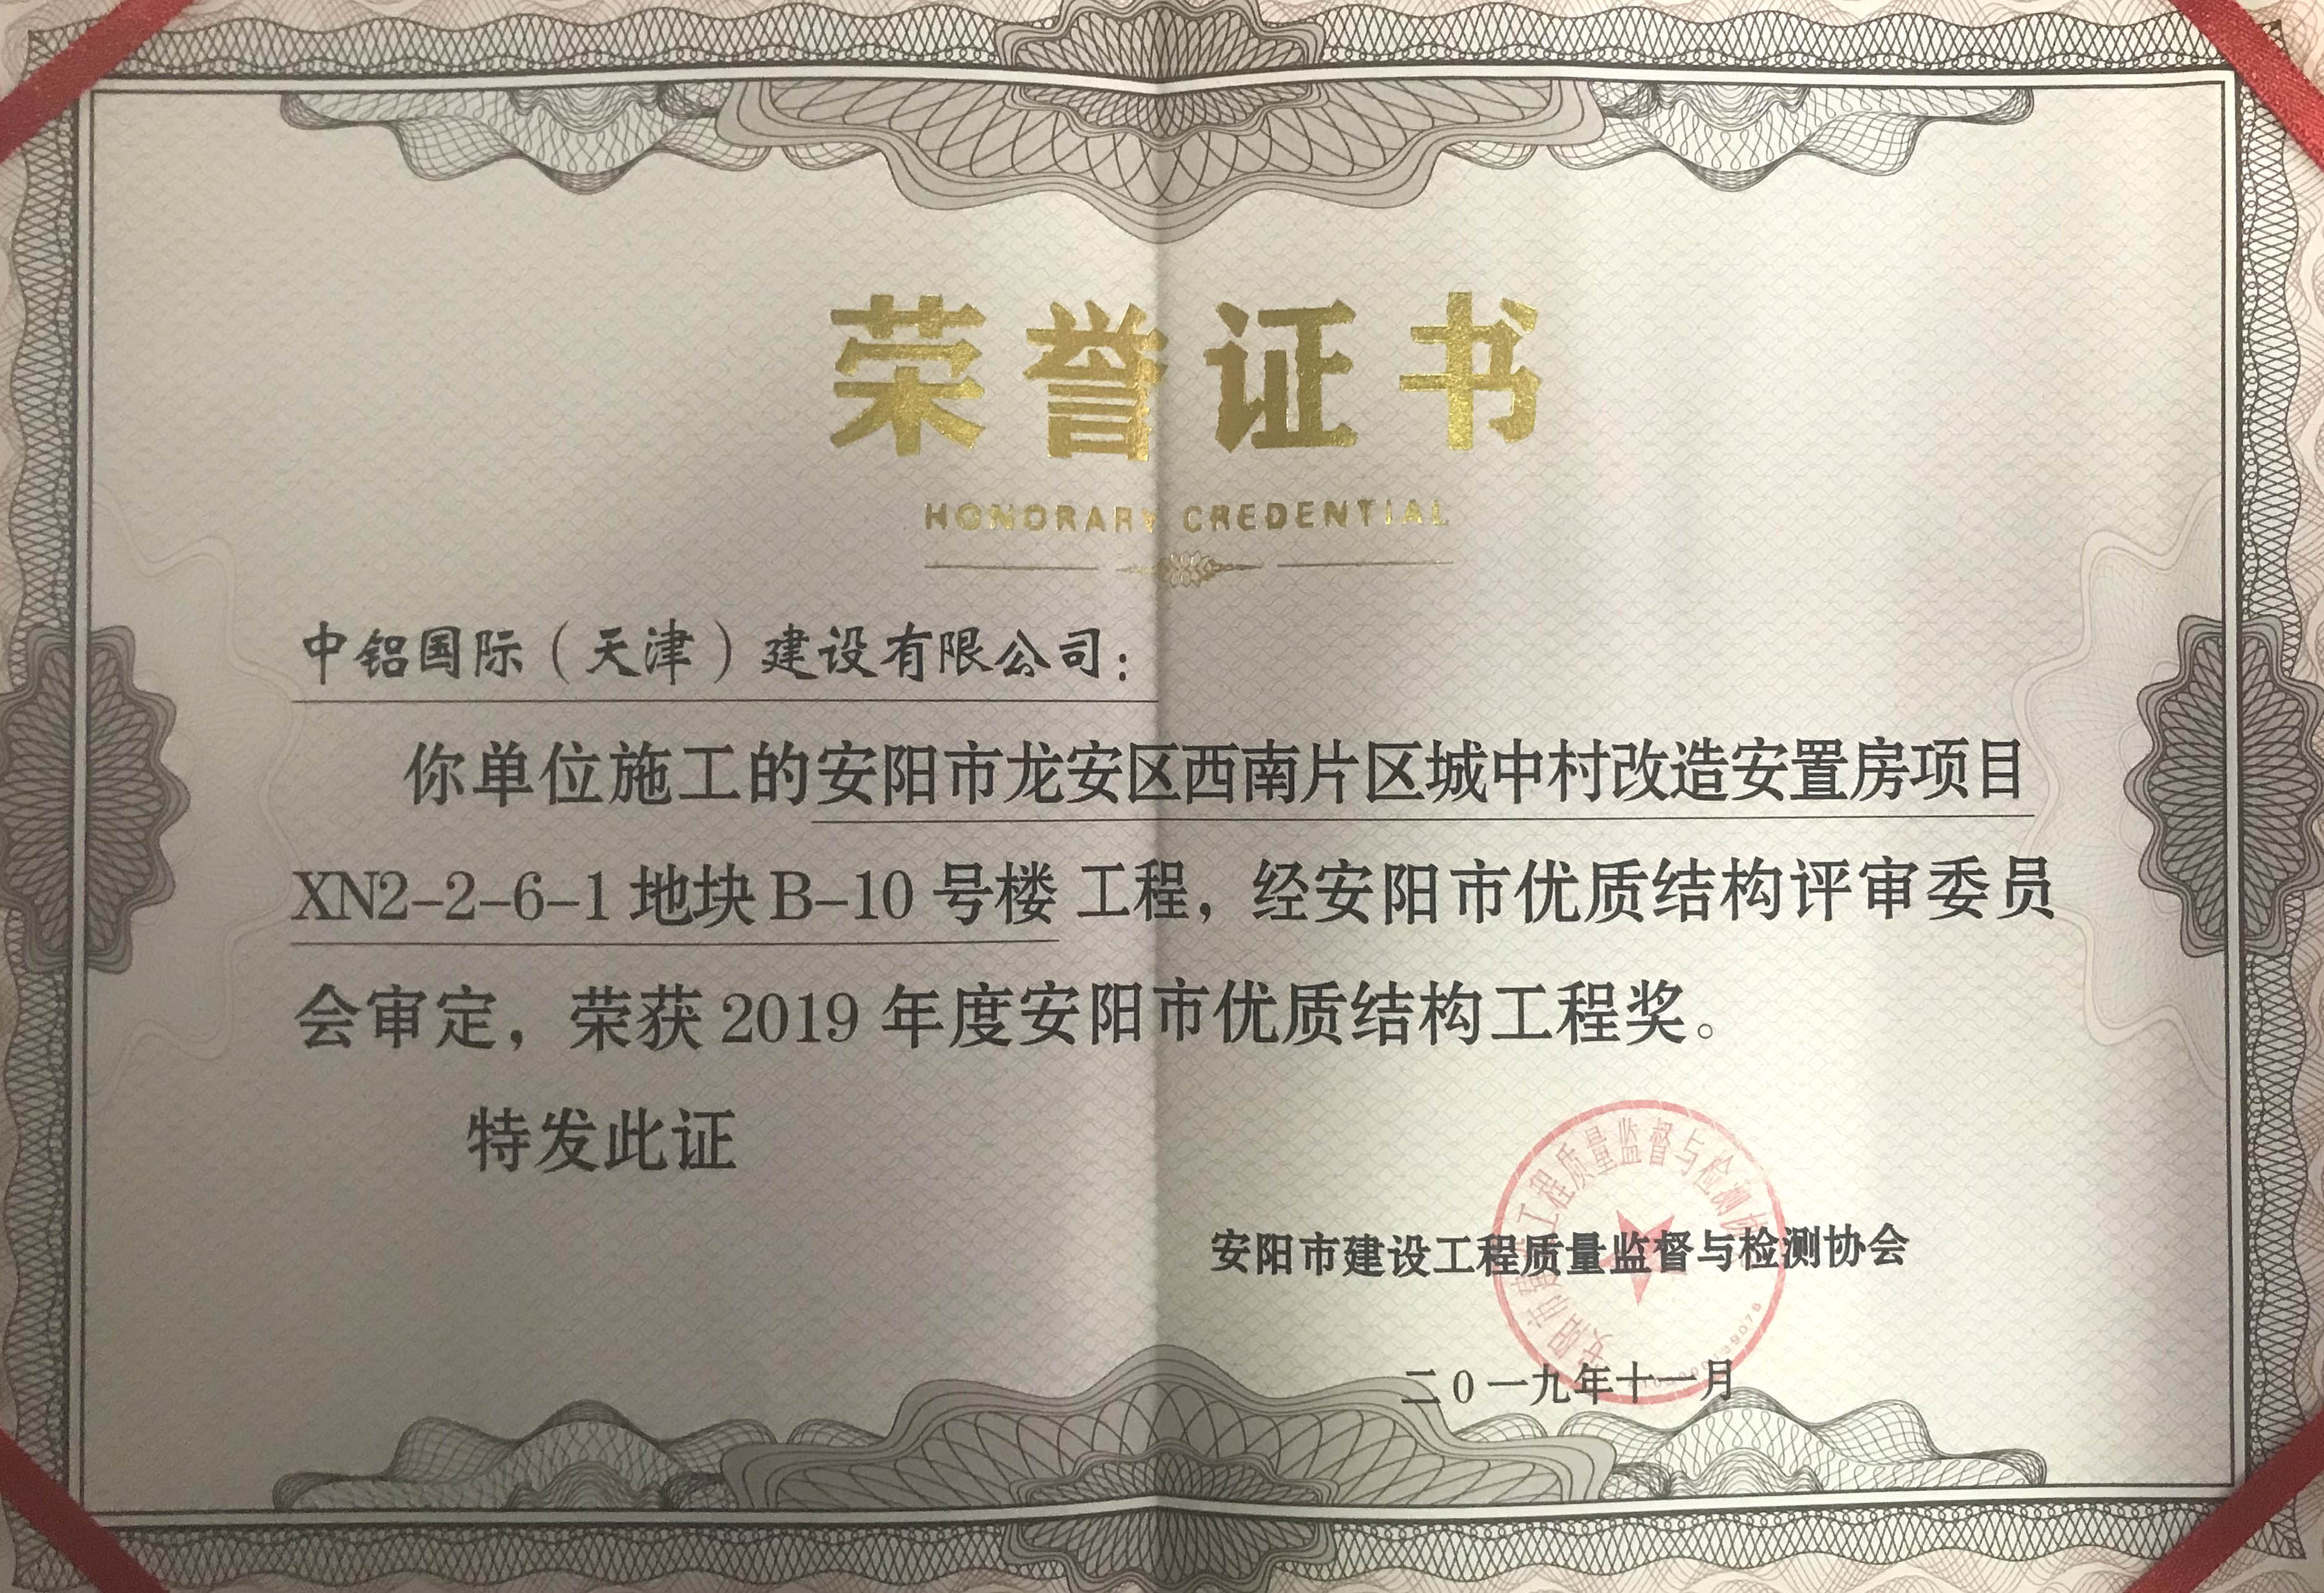 荣誉证书
HONORARY CREDENTIAL
中铝国际（天津）建设有限公司：
你单位施工的安阳市龙安区西南片区城中村改造安置房项目
XN2-2-6-1 地块 B-10 号楼 工程，经安阳市优质结构评审委员
会审定，荣获 2019 年度安阳市优质结构工程奖。
特发此证
安阳市建设工程质量监督与检测协会
二0一九年十一月